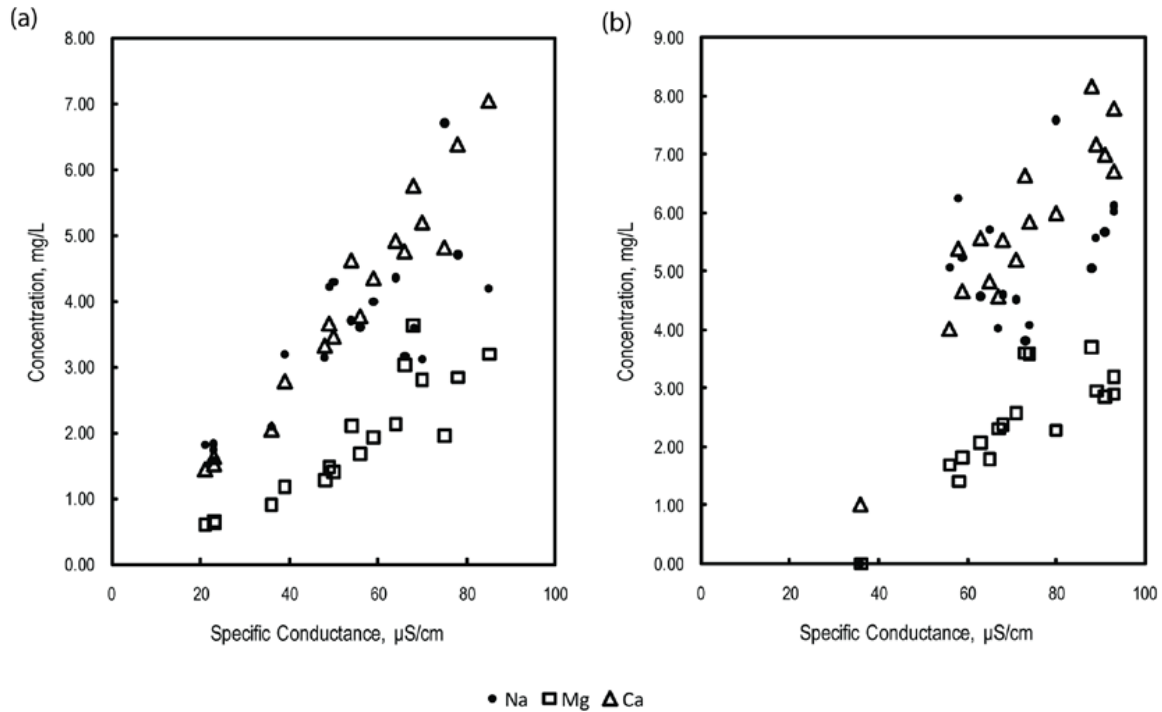 (a)
8.00
7.00
6.00
5.00
4.00
3.00
2.00
1.00
0.00
Concentration, mg/L
0 20 40 60 80 100
Specific Conductance, µS/cm
(b)
9.00
8.00
7.00
6.00
5.00
4.00
3.00
2.00
1.00
0.00
Concentration, mg/L
0 20 40 60 80 100
Specific Conductance, µS/cm
Na Mg Ca